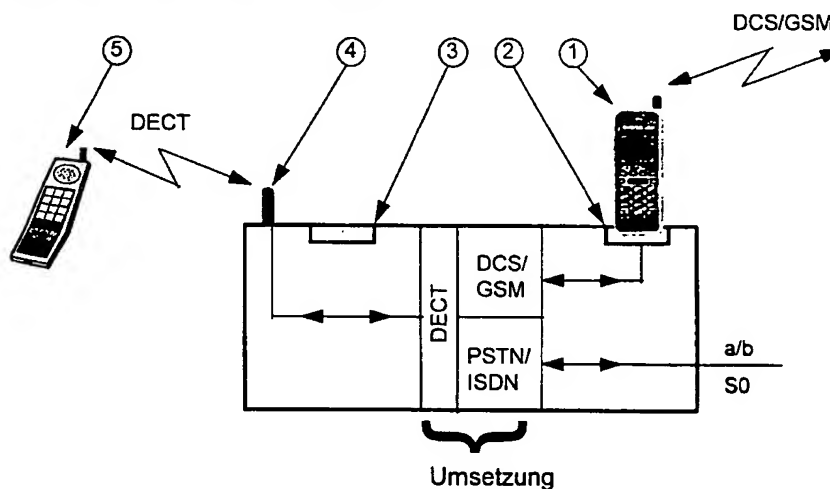 DCS/GSM
5
4
3
2
1
DECT
DECT
DCS/
GSM
PSTN/
ISDN
a/b
S0
Umsetzung